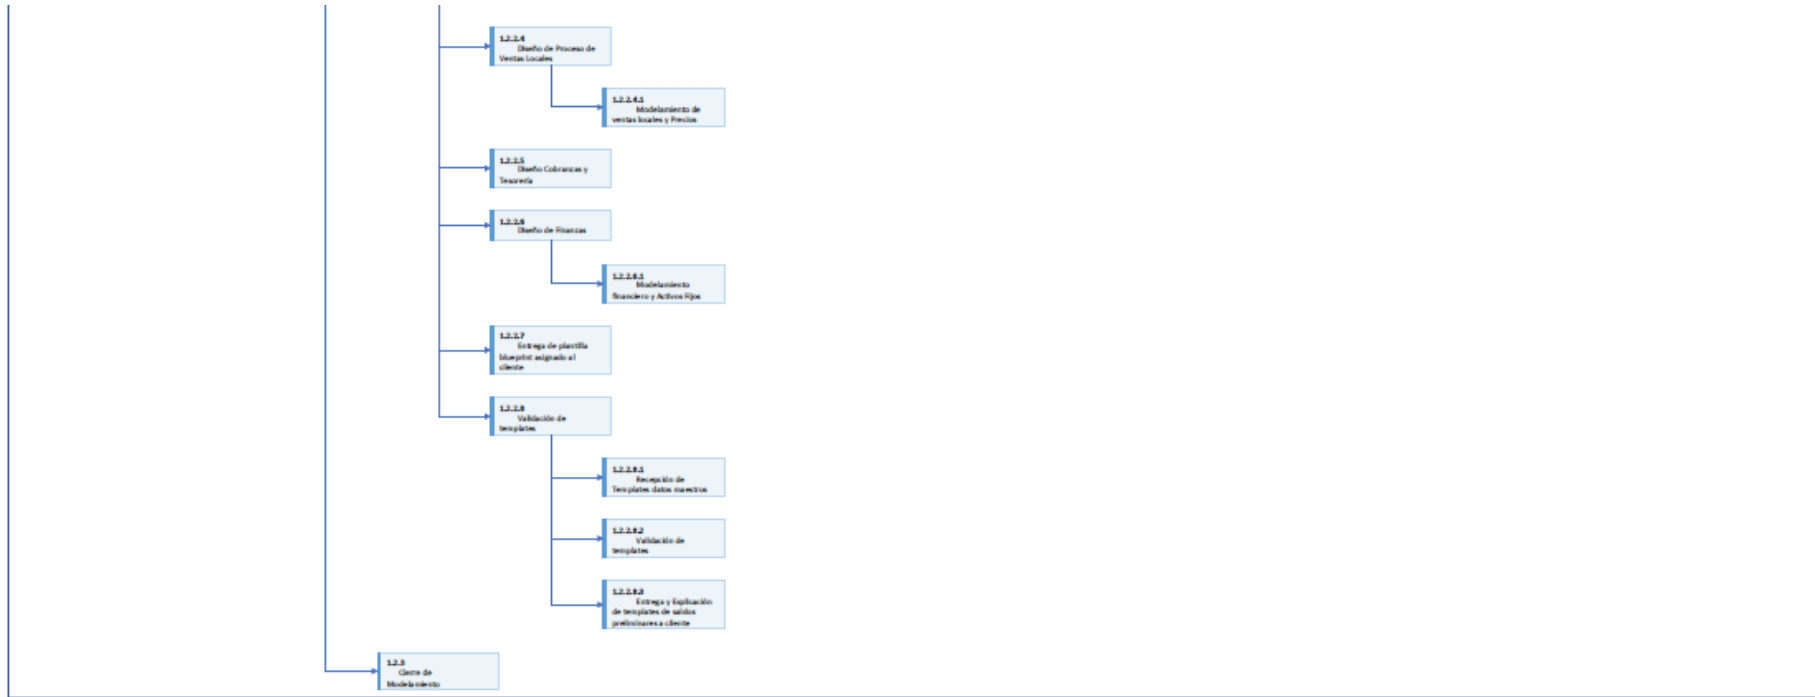 1.2.2.4
Diseño de Proceso de
Ventas Locales
1.2.2.4.1
Modelamiento de
ventas locales y Precios
1.2.2.5
Diseño Cobranzas y
Tesorería
1.2.2.6
Diseño de Finanzas
1.2.2.6.1
Modelamiento
financiero y Activos Fijos
1.2.2.7
Entrega de plantilla
blueprint asignado al
cliente
1.2.2.8
Validación de
templates
1.2.2.8.1
Recepción de
Templates datos maestros
1.2.2.8.2
Validación de
templates
1.2.2.8.3
Entrega y Explicación
de templates de saldos
preliminares a cliente
1.2.3
Cierre de
Modelamiento